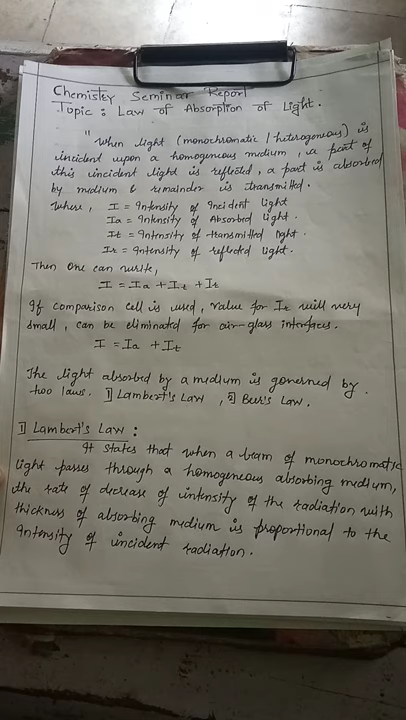 Chemistry Seminar Report
Topic : Law of Absorption of Light.
" When light (monochromatic / heterogeneous) is
incident upon a homogeneous medium, a part of
this incident light is reflected, a part is absorbed
by medium & remainder is transmitted.
where, I = Intensity of Incident light
Ia = Intensity of Absorbed light.
It = Intensity of transmitted light.
Ir = Intensity of reflected light.
Then one can write,
I = Ia + It + Ir
If comparison cell is used, value for Ir will very
small, can be eliminated for air-glass interfaces.
I = Ia + It
The light absorbed by a medium is governed by
two laws. 1] Lambert's Law, 2] Beer's Law.
1] Lambert's Law :
It states that when a beam of monochromatic
light passes through a homogeneous absorbing medium,
the rate of decrease of intensity of the radiation with
thickness of absorbing medium is proportional to the
Intensity of incident radiation.